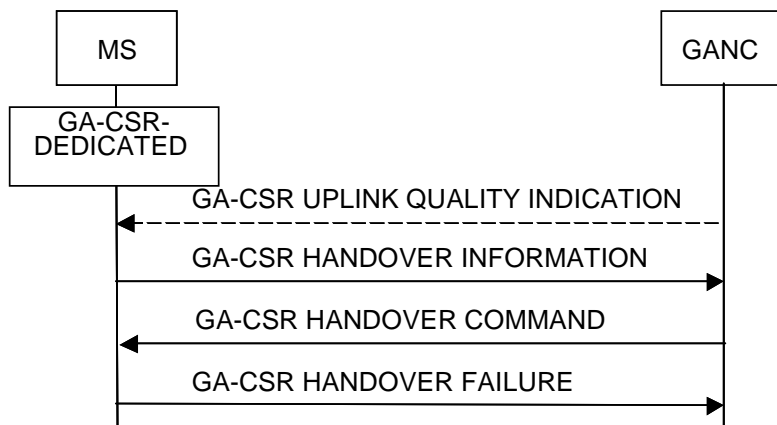 MS
GANC
GA-CSR-
DEDICATED
GA-CSR UPLINK QUALITY INDICATION
GA-CSR HANDOVER INFORMATION
GA-CSR HANDOVER COMMAND
GA-CSR HANDOVER FAILURE